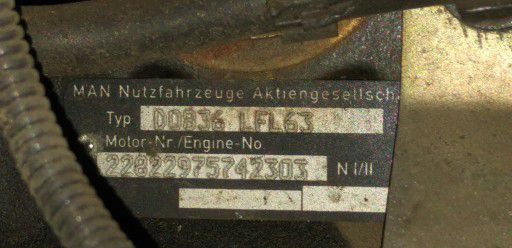 MAN Nutzfahrzeuge Aktiengesellsch.
Typ D0836 LFL63
Motor-Nr./Engine-No
22822975742303 N I/II